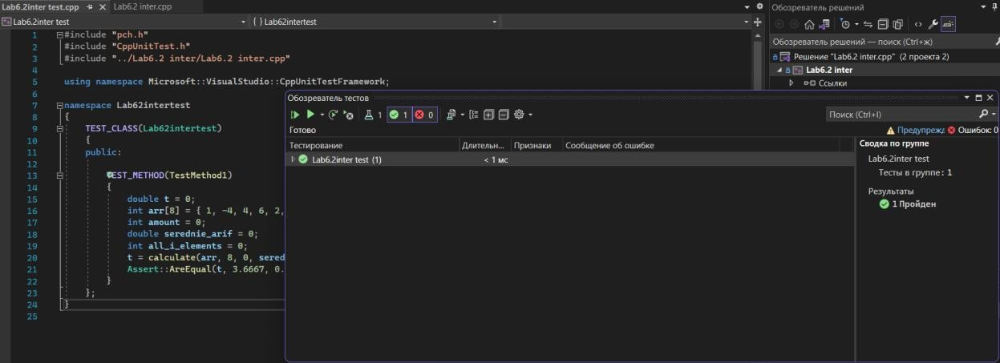 Lab6.2inter test.cpp
Lab6.2 inter.cpp
Lab6.2inter test
{ } Lab62intertest
1 #include "pch.h"
2 #include "CppUnitTest.h"
3 #include "../Lab6.2 inter/Lab6.2 inter.cpp"
4
5 using namespace Microsoft::VisualStudio::CppUnitTestFramework;
6
7 namespace Lab62intertest
8 {
9 TEST_CLASS(Lab62intertest)
10 {
11 public:
12
13 TEST_METHOD(TestMethod1)
14 {
15 double t = 0;
16 int arr[8] = { 1, -4, 4, 6, 2,
17 int amount = 0;
18 double serednie_arif = 0;
19 int all_i_elements = 0;
20 t = calculate(arr, 8, 0, sered
21 Assert::AreEqual(t, 3.6667, 0.
22 }
23 };
24 }
25
Обозреватель решений
Обозреватель решений — поиск (Ctrl+ж)
Решение "Lab6.2 inter.cpp" (2 проекта 2)
Lab6.2 inter
Ссылки
Обозреватель тестов
1 1 0
Поиск (Ctrl+I)
Готово
Предупрежд Ошибок: 0
Тестирование Длительн... Признаки Сообщение об ошибке
Lab6.2inter test (1) < 1 мс
Сводка по группе
Lab6.2inter test
Тесты в группе: 1
Результаты
1 Пройден